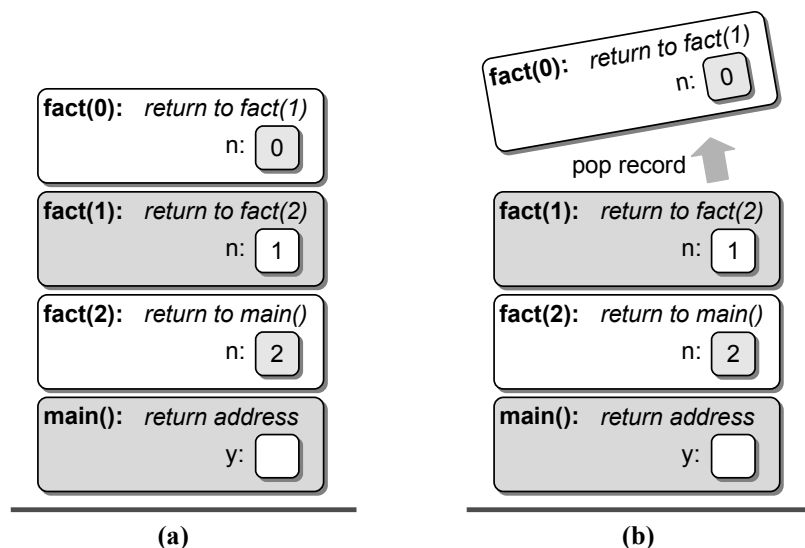 fact(0): return to fact(1)
n: 0
fact(1): return to fact(2)
n: 1
fact(2): return to main()
n: 2
main(): return address
y:
(a)
fact(0): return to fact(1)
n: 0
pop record
fact(1): return to fact(2)
n: 1
fact(2): return to main()
n: 2
main(): return address
y:
(b)